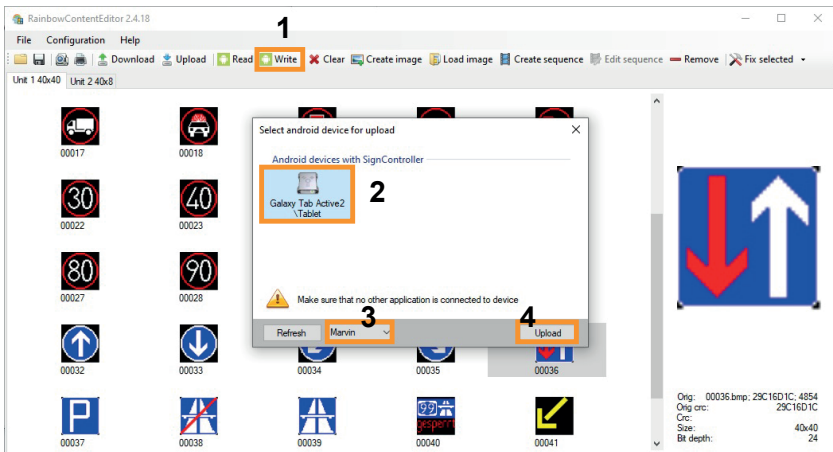 RainbowContentEditor 2.4.18
1
File Configuration Help
Download Upload Read Write Clear Create image Load image Create sequence Edit sequence Remove Fix selected
Unit 1 40x40 Unit 2 40x8
Select android device for upload
Android devices with SignController
Galaxy Tab Active2
\Tablet
2
Make sure that no other application is connected to device
3
4
Refresh Marvin Upload
00017 00018
30 40
00022 00023
80 90
00027 00028
00032 00033 00034 00035 00036
P 99
gesperrt
00037 00038 00039 00040 00041
Orig: 00036.bmp; 29C16D1C; 4854
Orig crc: 29C16D1C
Crc:
Size: 40x40
Bit depth: 24